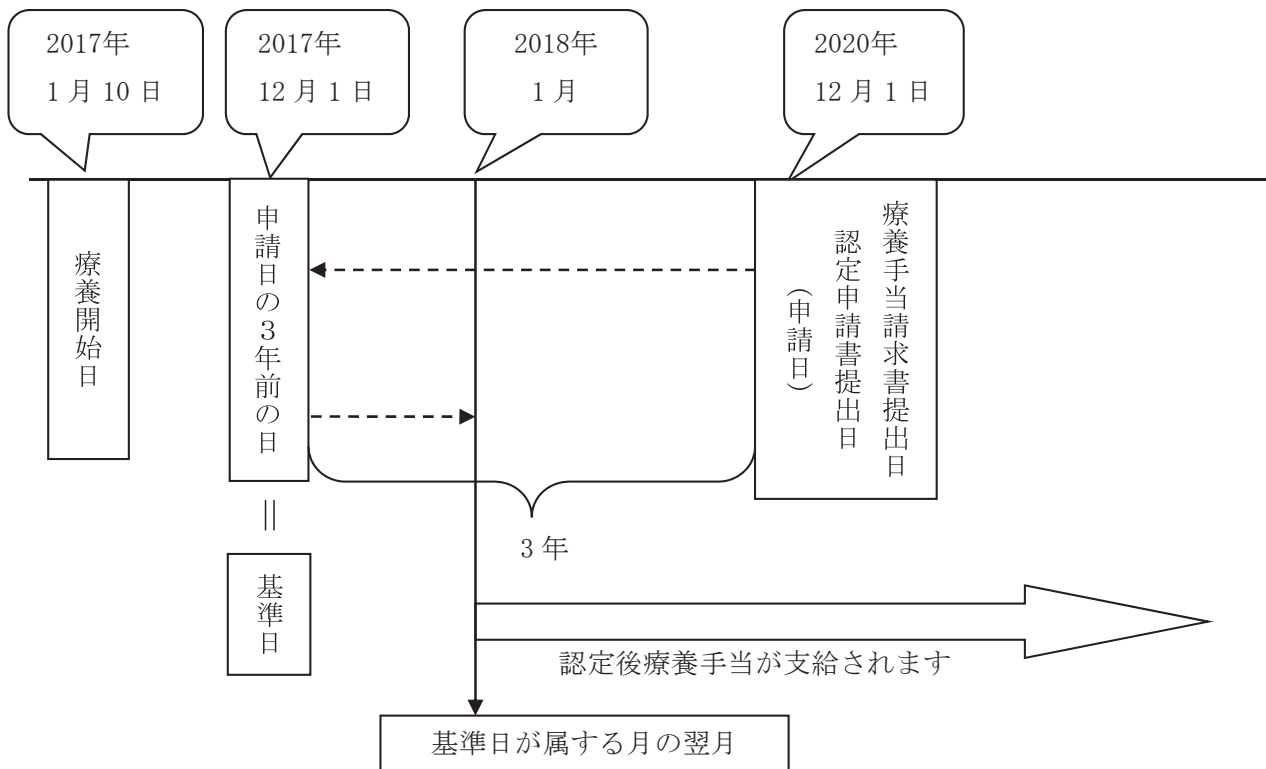 2017年
1月10日
2017年
12月1日
2018年
1月
2020年
12月1日
療養開始日
申請日の3年前の日
療養手当請求書提出日
認定申請書提出日
（申請日）
||
3年
基準日
認定後療養手当が支給されます
基準日が属する月の翌月